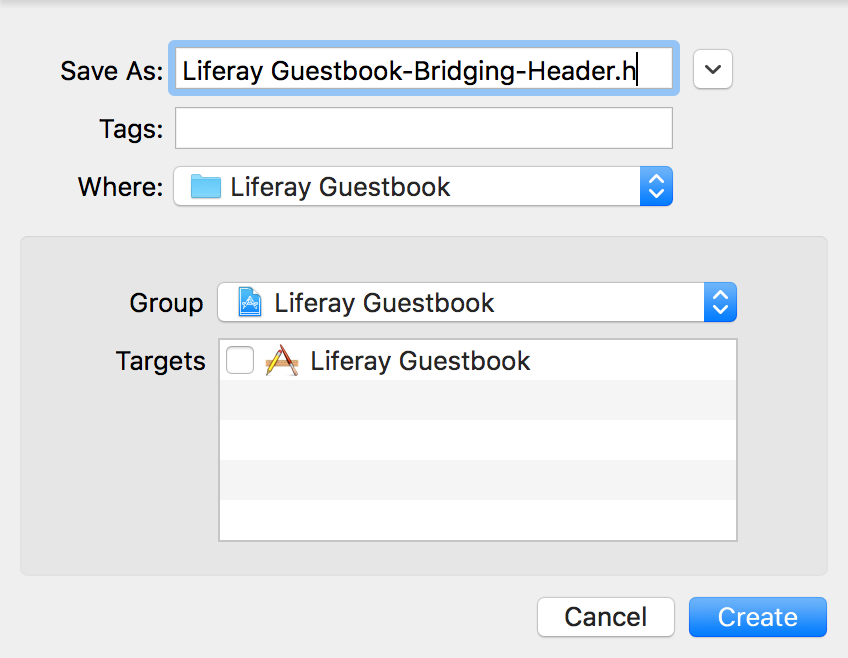 Save As: Liferay Guestbook-Bridging-Header.h
Tags:
Where: Liferay Guestbook
Group Liferay Guestbook
Targets Liferay Guestbook
Cancel Create